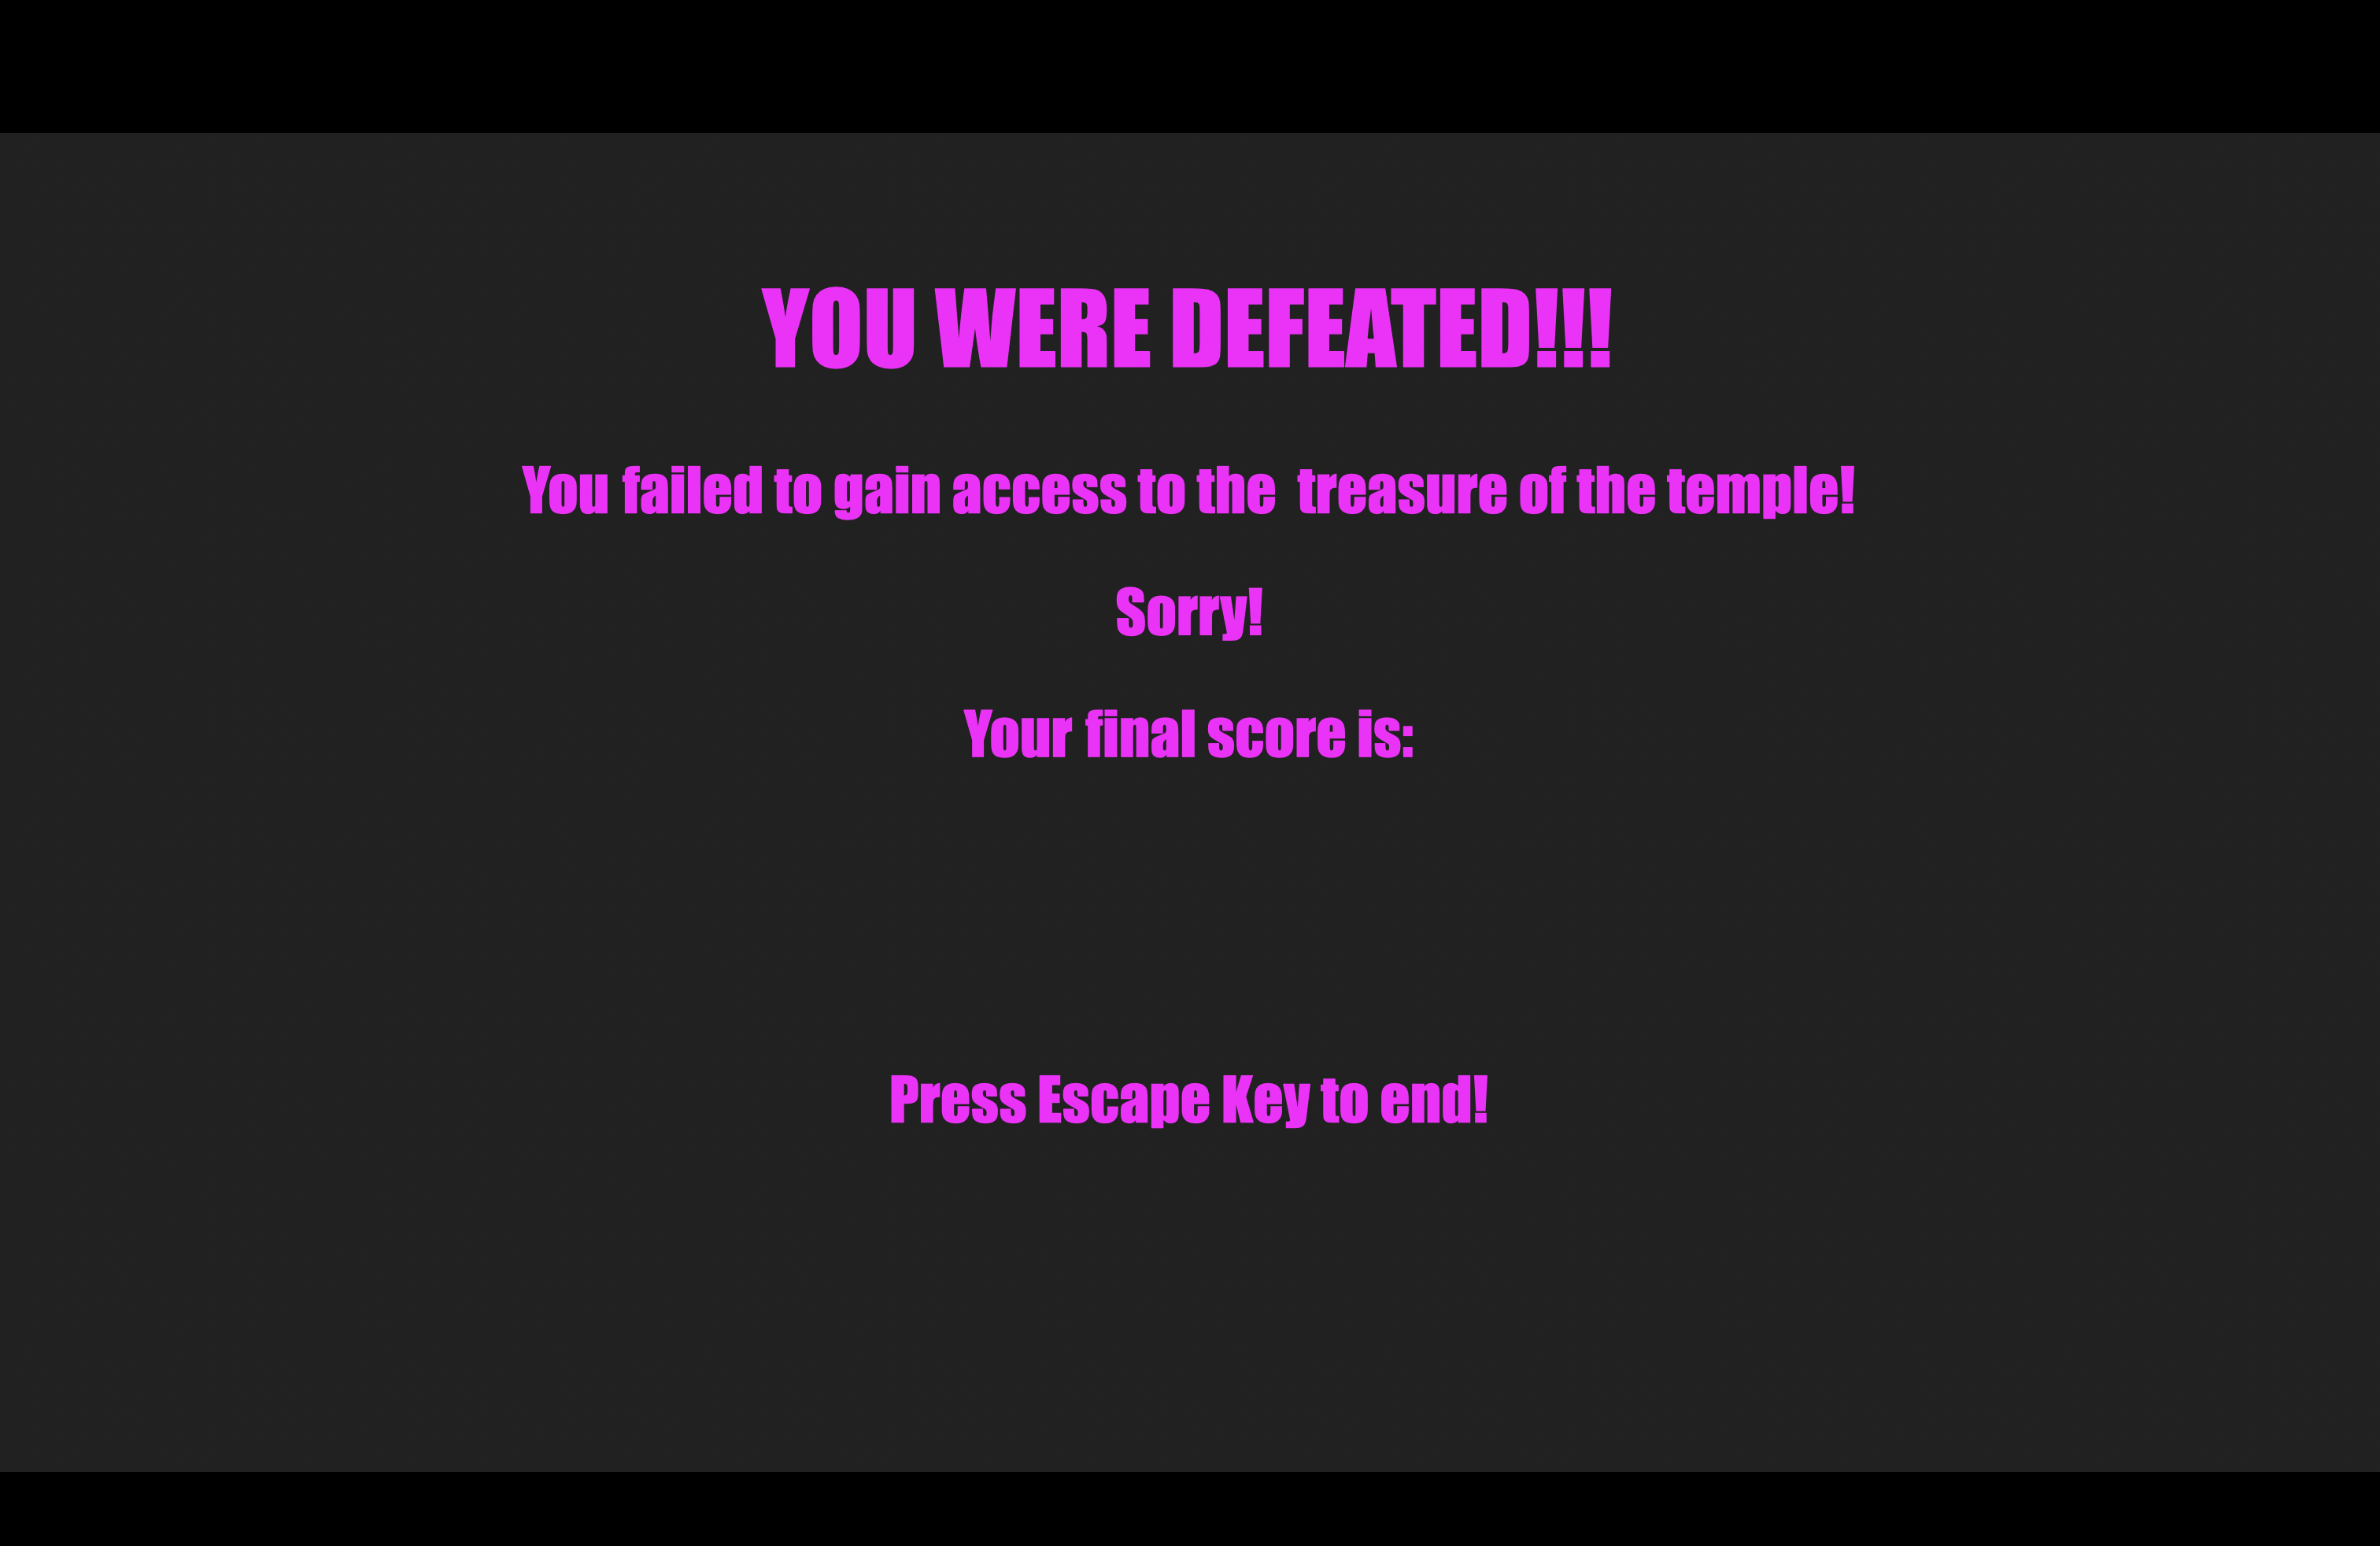 YOU WERE DEFEATED!!!
You failed to gain access to the  treasure of the temple!
Sorry!
Your final score is:
Press Escape Key to end!